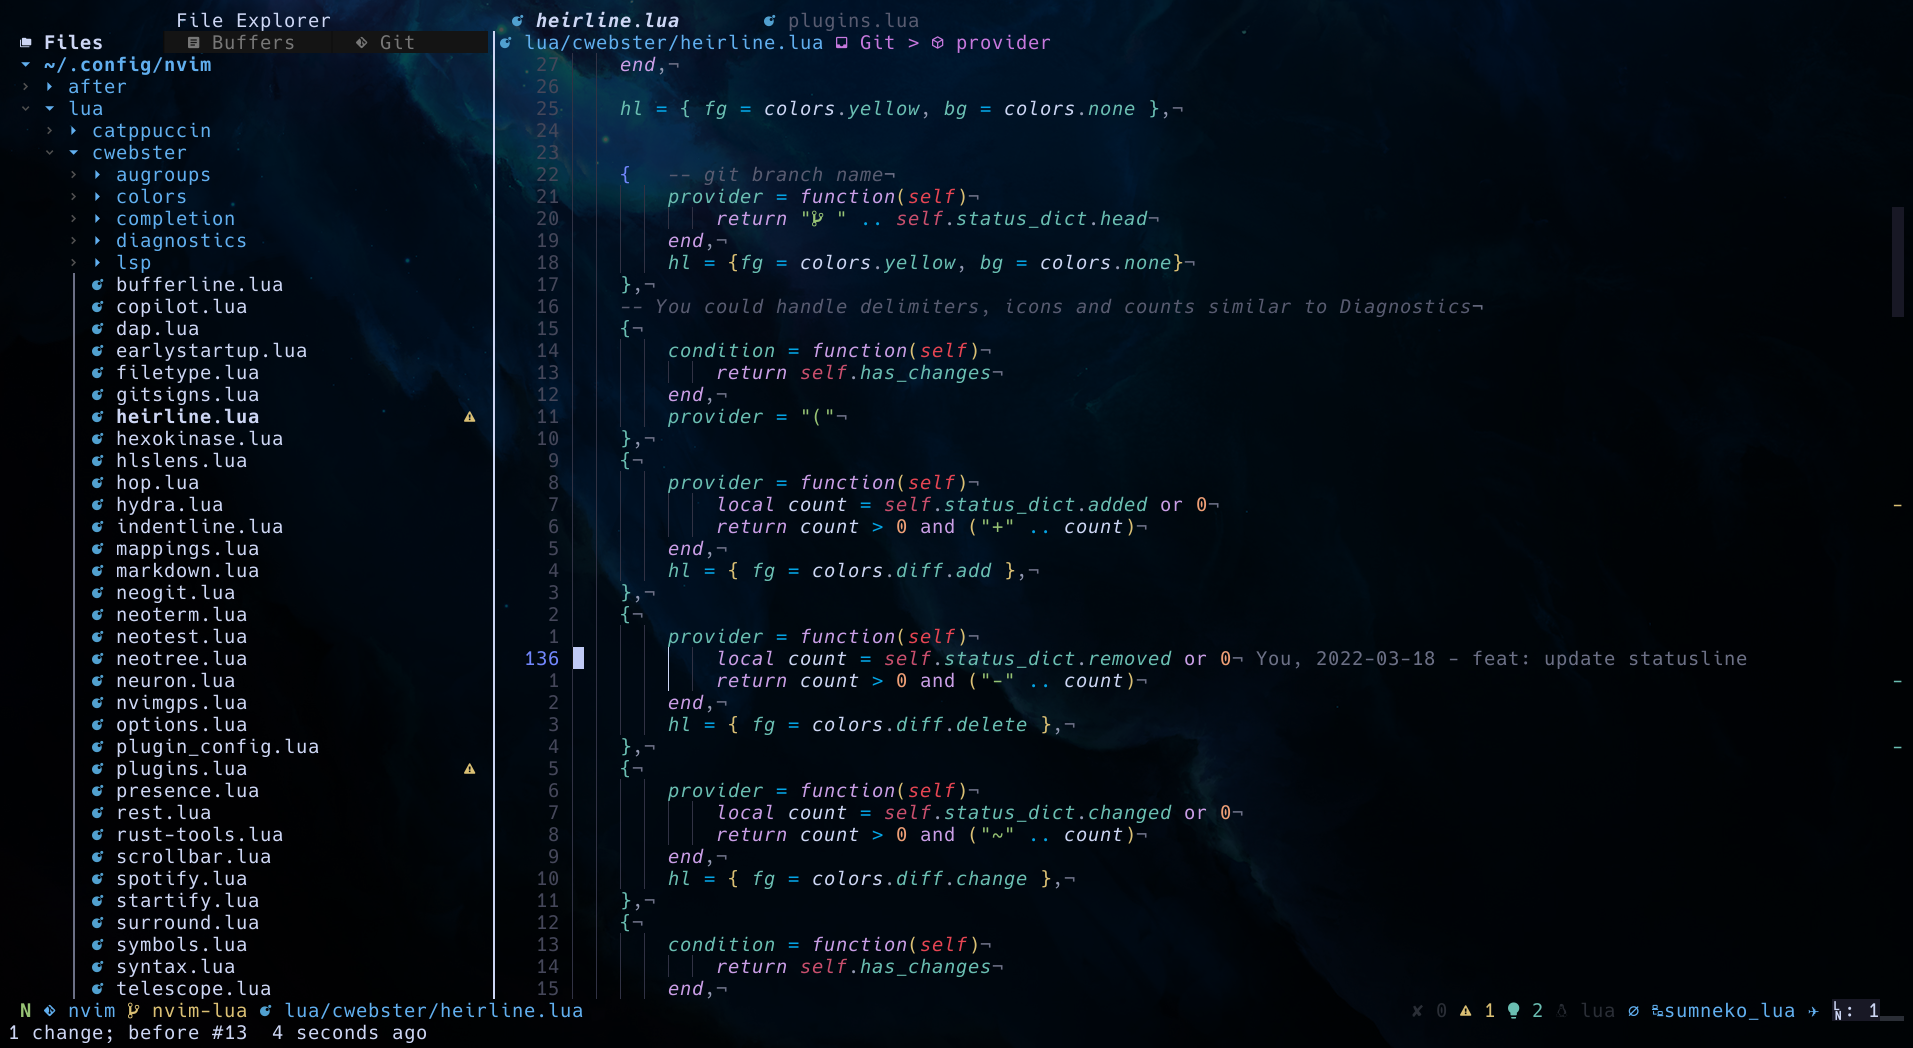 File Explorer
Files Buffers Git
~/.config/nvim
after
lua
catppuccin
cwebster
augroups
colors
completion
diagnostics
lsp
bufferline.lua
copilot.lua
dap.lua
earlystartup.lua
filetype.lua
gitsigns.lua
heirline.lua
hexokinase.lua
hlslens.lua
hop.lua
hydra.lua
indentline.lua
mappings.lua
markdown.lua
neogit.lua
neoterm.lua
neotest.lua
neotree.lua
neuron.lua
nvimgps.lua
options.lua
plugin_config.lua
plugins.lua
presence.lua
rest.lua
rust-tools.lua
scrollbar.lua
spotify.lua
startify.lua
surround.lua
symbols.lua
syntax.lua
telescope.lua
heirline.lua plugins.lua
lua/cwebster/heirline.lua Git > provider
27 end,¬
26
25 hl = { fg = colors.yellow, bg = colors.none },¬
24
23
22 { -- git branch name¬
21 provider = function(self)¬
20 return " " .. self.status_dict.head¬
19 end,¬
18 hl = {fg = colors.yellow, bg = colors.none}¬
17 },¬
16 -- You could handle delimiters, icons and counts similar to Diagnostics¬
15 {¬
14 condition = function(self)¬
13 return self.has_changes¬
12 end,¬
11 provider = "("¬
10 },¬
9 {¬
8 provider = function(self)¬
7 local count = self.status_dict.added or 0¬
6 return count > 0 and ("+" .. count)¬
5 end,¬
4 hl = { fg = colors.diff.add },¬
3 },¬
2 {¬
1 provider = function(self)¬
136 local count = self.status_dict.removed or 0¬ You, 2022-03-18 - feat: update statusline
1 return count > 0 and ("-" .. count)¬
2 end,¬
3 hl = { fg = colors.diff.delete },¬
4 },¬
5 {¬
6 provider = function(self)¬
7 local count = self.status_dict.changed or 0¬
8 return count > 0 and ("~" .. count)¬
9 end,¬
10 hl = { fg = colors.diff.change },¬
11 },¬
12 {¬
13 condition = function(self)¬
14 return self.has_changes¬
15 end,¬
N nvim nvim-lua lua/cwebster/heirline.lua ✘ 0 1 2 lua sumneko_lua LN: 1
1 change; before #13 4 seconds ago